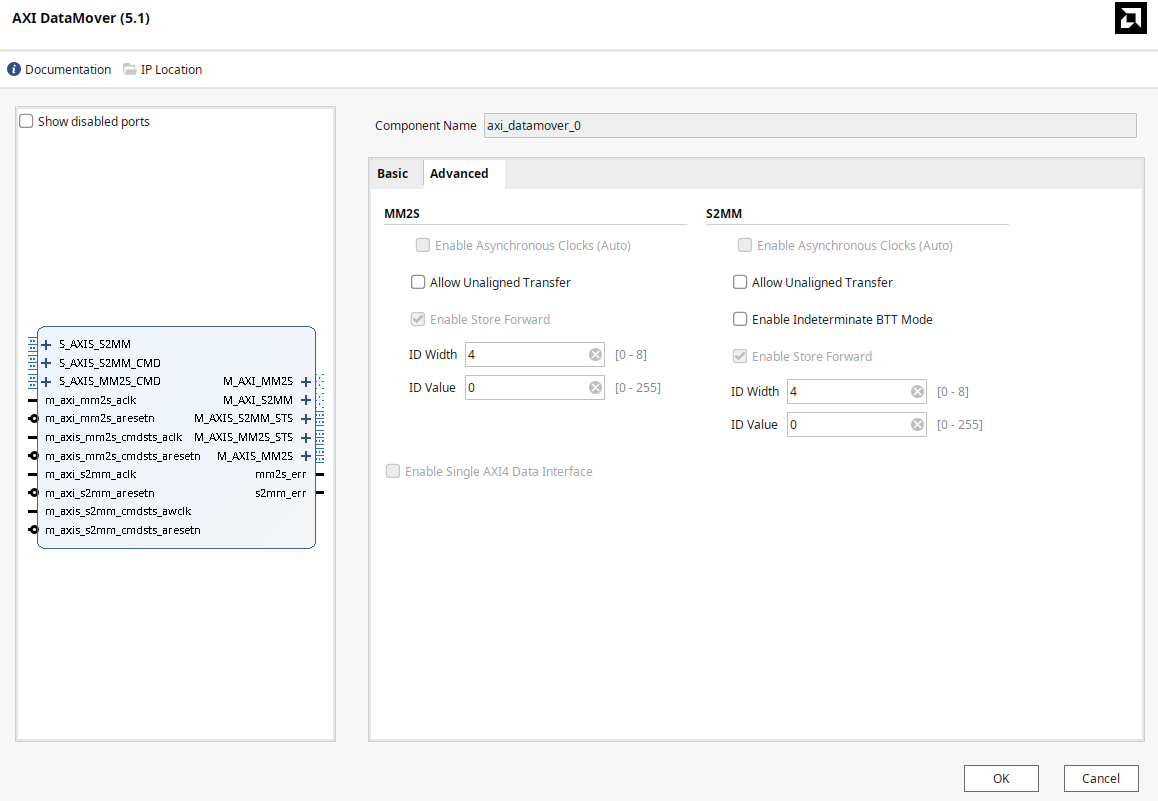 AXI DataMover (5.1)
Documentation IP Location
Show disabled ports
S_AXIS_S2MM
S_AXIS_S2MM_CMD
S_AXIS_MM2S_CMD
m_axi_mm2s_aclk
m_axi_mm2s_aresetn
m_axis_mm2s_cmdsts_aclk
m_axis_mm2s_cmdsts_aresetn
m_axi_s2mm_aclk
m_axi_s2mm_aresetn
m_axis_s2mm_cmdsts_awclk
m_axis_s2mm_cmdsts_aresetn
M_AXI_MM2S
M_AXI_S2MM
M_AXIS_S2MM_STS
M_AXIS_MM2S_STS
M_AXIS_MM2S
mm2s_err
s2mm_err
Component Name axi_datamover_0
Basic Advanced
MM2S
Enable Asynchronous Clocks (Auto)
Allow Unaligned Transfer
Enable Store Forward
ID Width 4 [0 - 8]
ID Value 0 [0 - 255]
S2MM
Enable Asynchronous Clocks (Auto)
Allow Unaligned Transfer
Enable Indeterminate BTT Mode
Enable Store Forward
ID Width 4 [0 - 8]
ID Value 0 [0 - 255]
Enable Single AXI4 Data Interface
OK Cancel